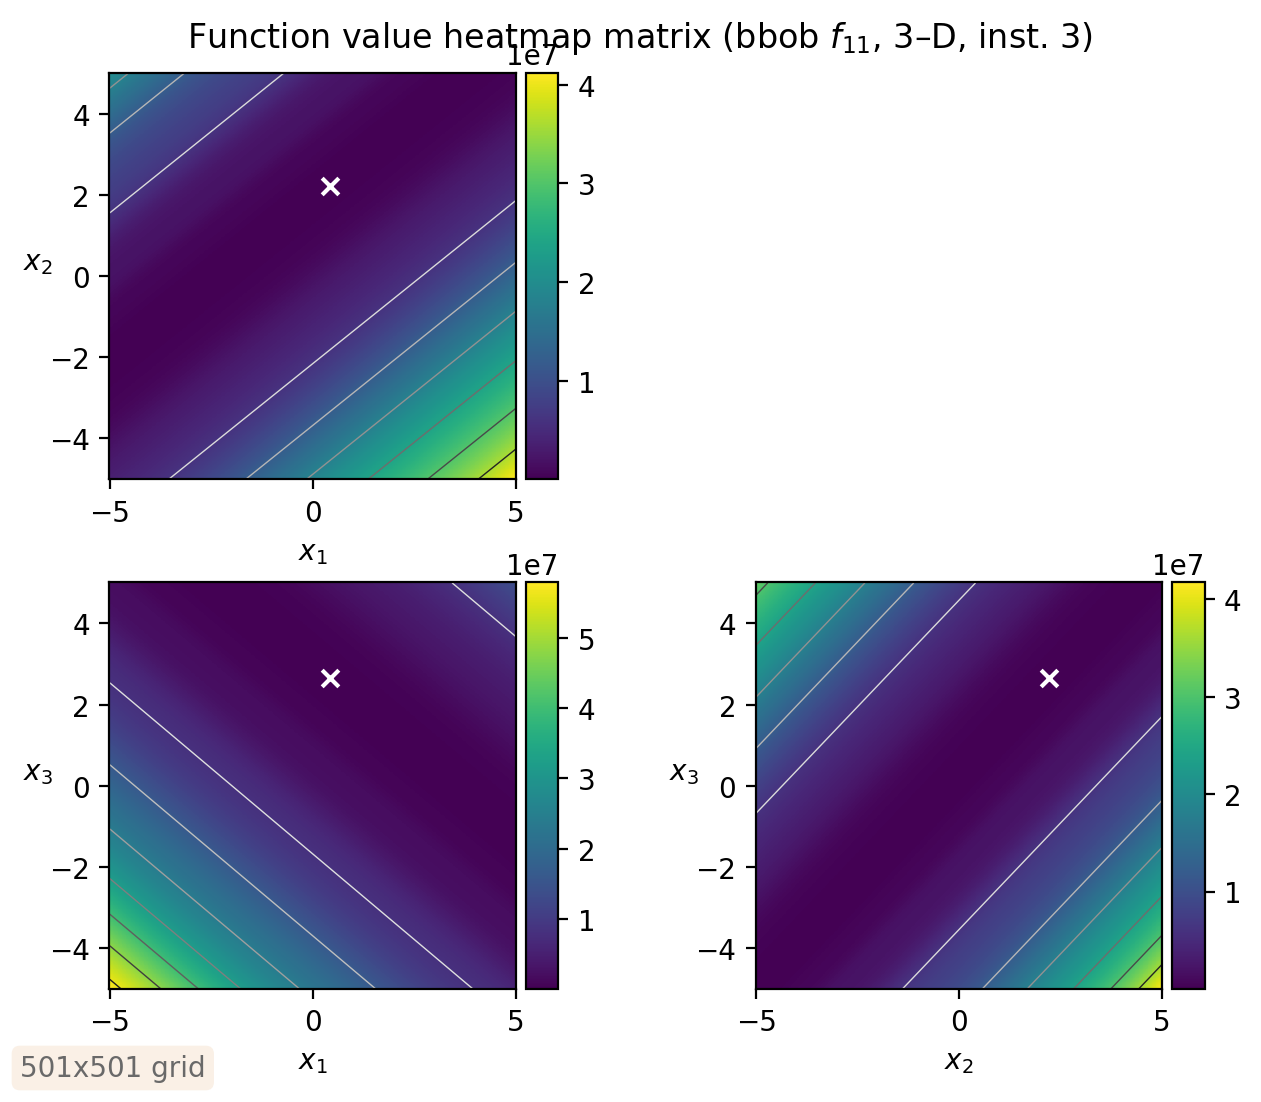 Function value heatmap matrix (bbob f₁₁, 3–D, inst. 3)
1e7
4
2
0
−2
−4
x₂
−5 0 5
x₁
4
3
2
1
1e7
4
2
0
−2
−4
x₃
−5 0 5
x₁
5
4
3
2
1
1e7
4
2
0
−2
−4
x₃
−5 0 5
x₂
4
3
2
1
501x501 grid